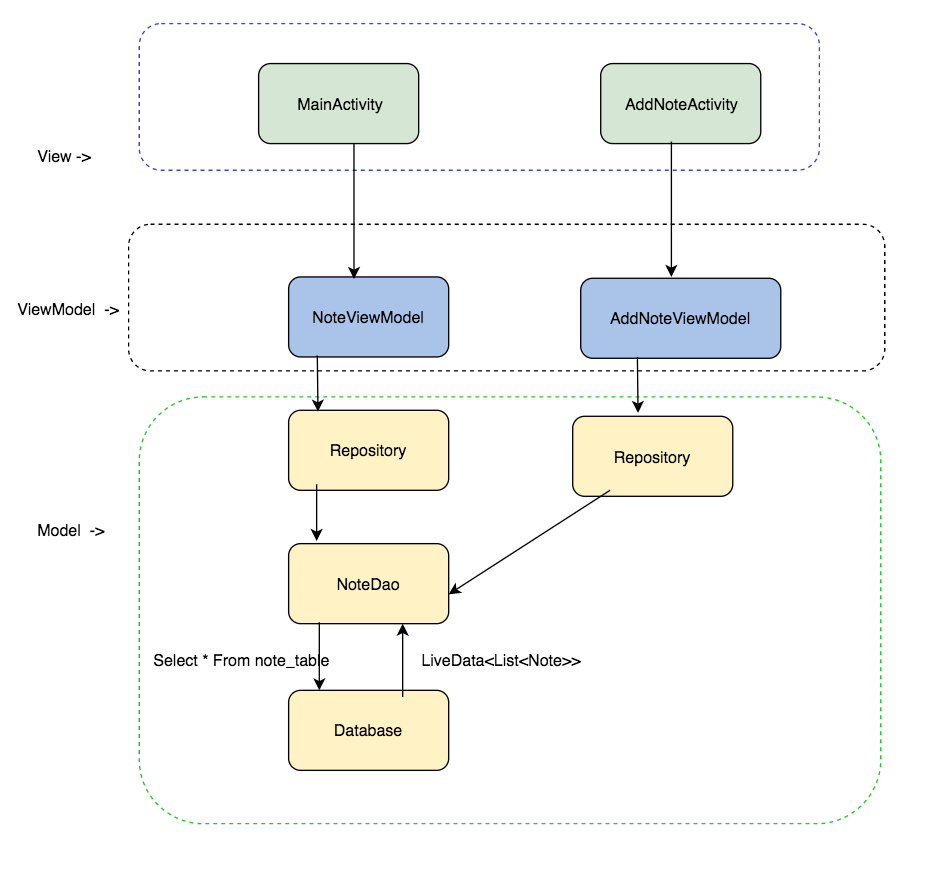 MainActivity
AddNoteActivity
View ->
ViewModel ->
NoteViewModel
AddNoteViewModel
Repository
Repository
Model ->
NoteDao
Select * From note_table
LiveData<List<Note>>
Database